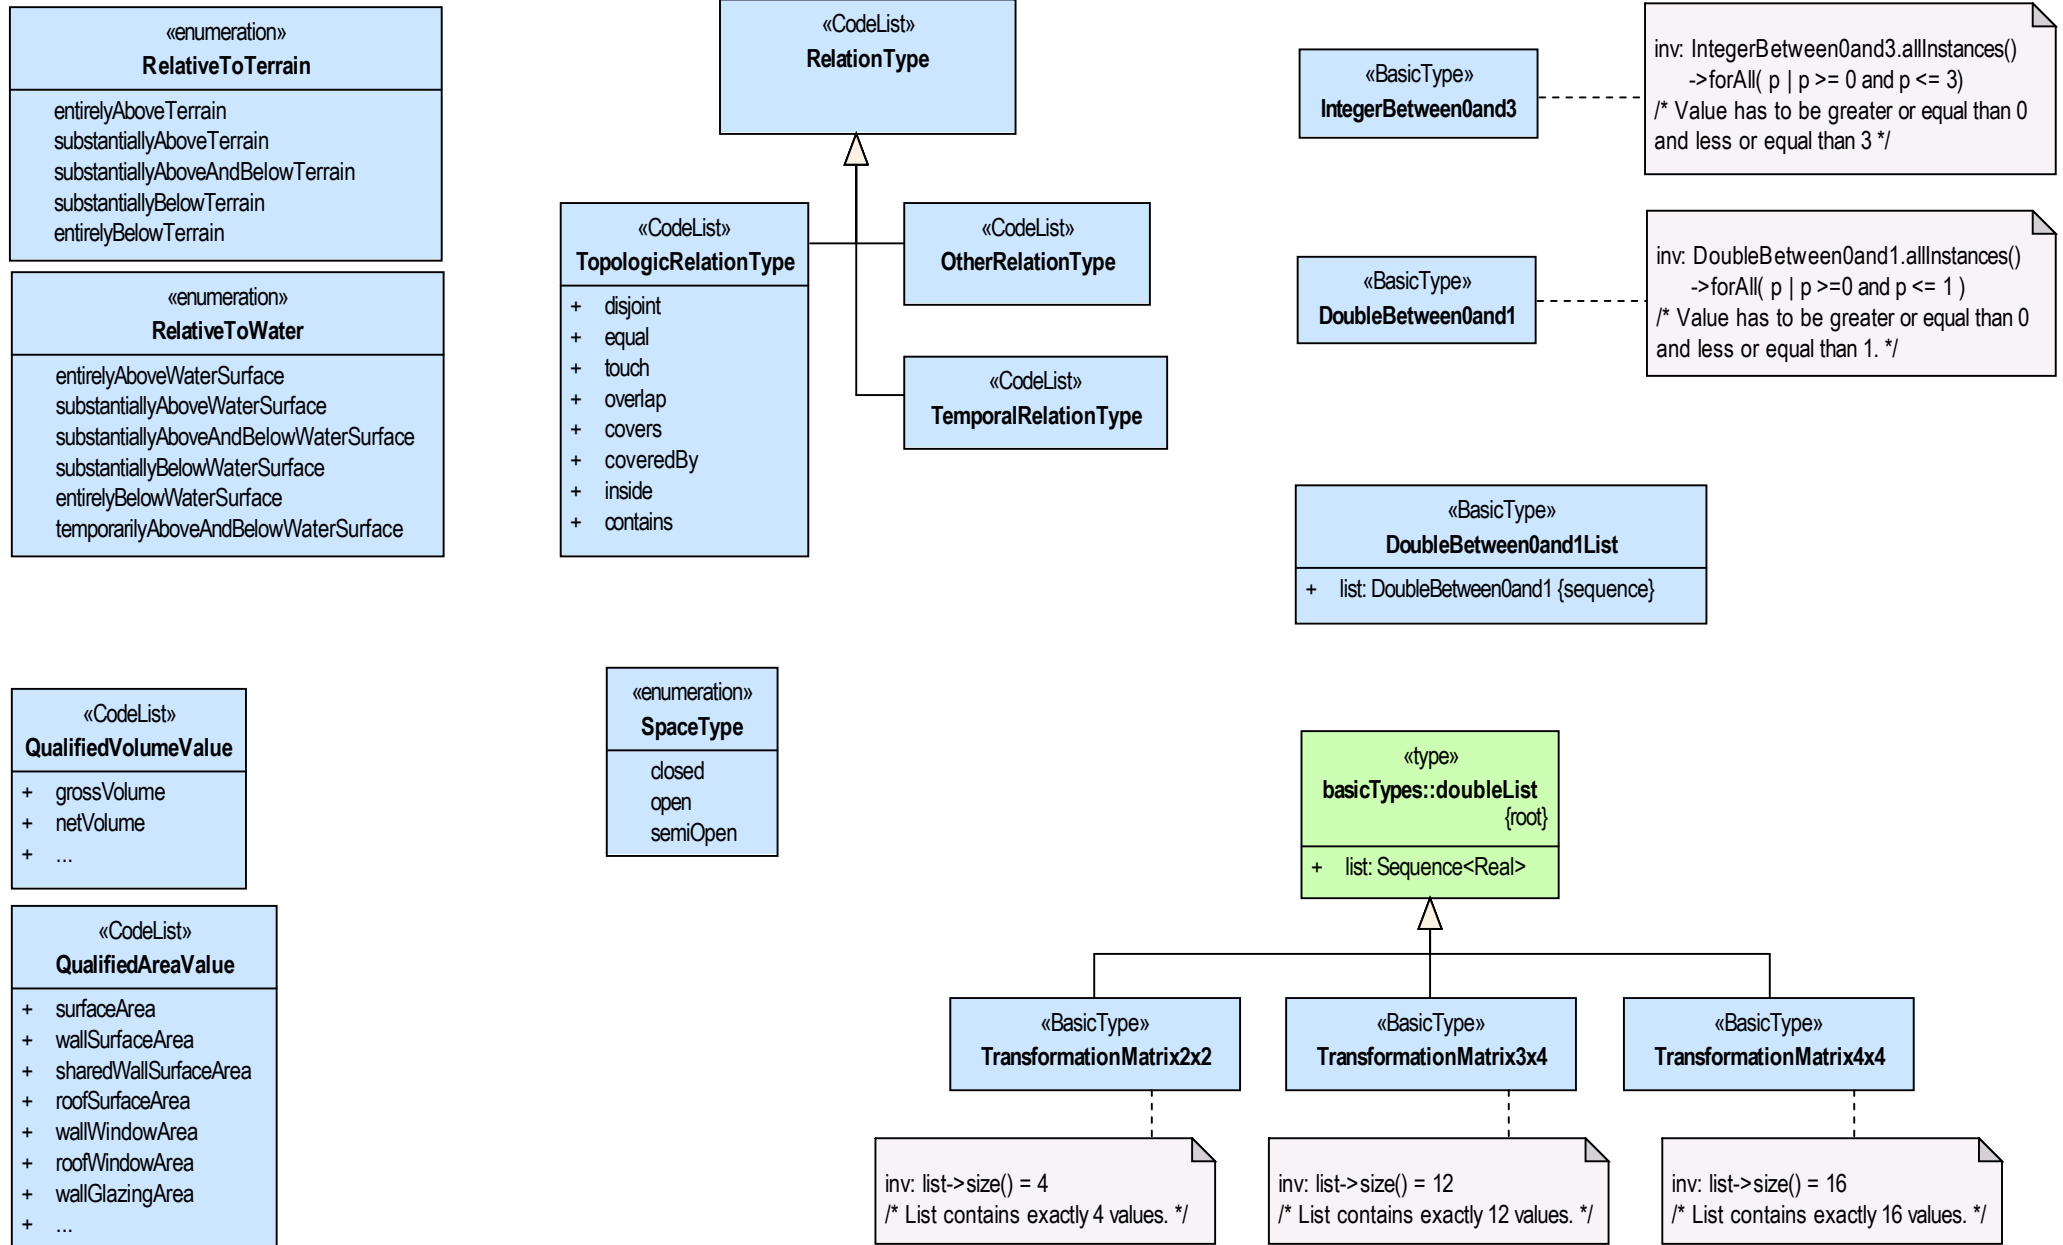 «enumeration»
RelativeToTerrain
entirelyAboveTerrain
substantiallyAboveTerrain
substantiallyAboveAndBelowTerrain
substantiallyBelowTerrain
entirelyBelowTerrain
«enumeration»
RelativeToWater
entirelyAboveWaterSurface
substantiallyAboveWaterSurface
substantiallyAboveAndBelowWaterSurface
substantiallyBelowWaterSurface
entirelyBelowWaterSurface
temporarilyAboveAndBelowWaterSurface
«CodeList»
RelationType
«CodeList»
TopologicRelationType
+ disjoint
+ equal
+ touch
+ overlap
+ covers
+ coveredBy
+ inside
+ contains
«CodeList»
OtherRelationType
«CodeList»
TemporalRelationType
«BasicType»
IntegerBetween0and3
inv: IntegerBetween0and3.allInstances()
->forAll( p | p >= 0 and p <= 3)
/* Value has to be greater or equal than 0
and less or equal than 3 */
«BasicType»
DoubleBetween0and1
inv: DoubleBetween0and1.allInstances()
->forAll( p | p >=0 and p <= 1 )
/* Value has to be greater or equal than 0
and less or equal than 1. */
«BasicType»
DoubleBetween0and1List
+ list: DoubleBetween0and1 {sequence}
«CodeList»
QualifiedVolumeValue
+ grossVolume
+ netVolume
+ ...
«CodeList»
QualifiedAreaValue
+ surfaceArea
+ wallSurfaceArea
+ sharedWallSurfaceArea
+ roofSurfaceArea
+ wallWindowArea
+ roofWindowArea
+ wallGlazingArea
+ ...
«enumeration»
SpaceType
closed
open
semiOpen
«type»
basicTypes::doubleList
{root}
+ list: Sequence<Real>
«BasicType»
TransformationMatrix2x2
«BasicType»
TransformationMatrix3x4
«BasicType»
TransformationMatrix4x4
inv: list->size() = 4
/* List contains exactly 4 values. */
inv: list->size() = 12
/* List contains exactly 12 values. */
inv: list->size() = 16
/* List contains exactly 16 values. */